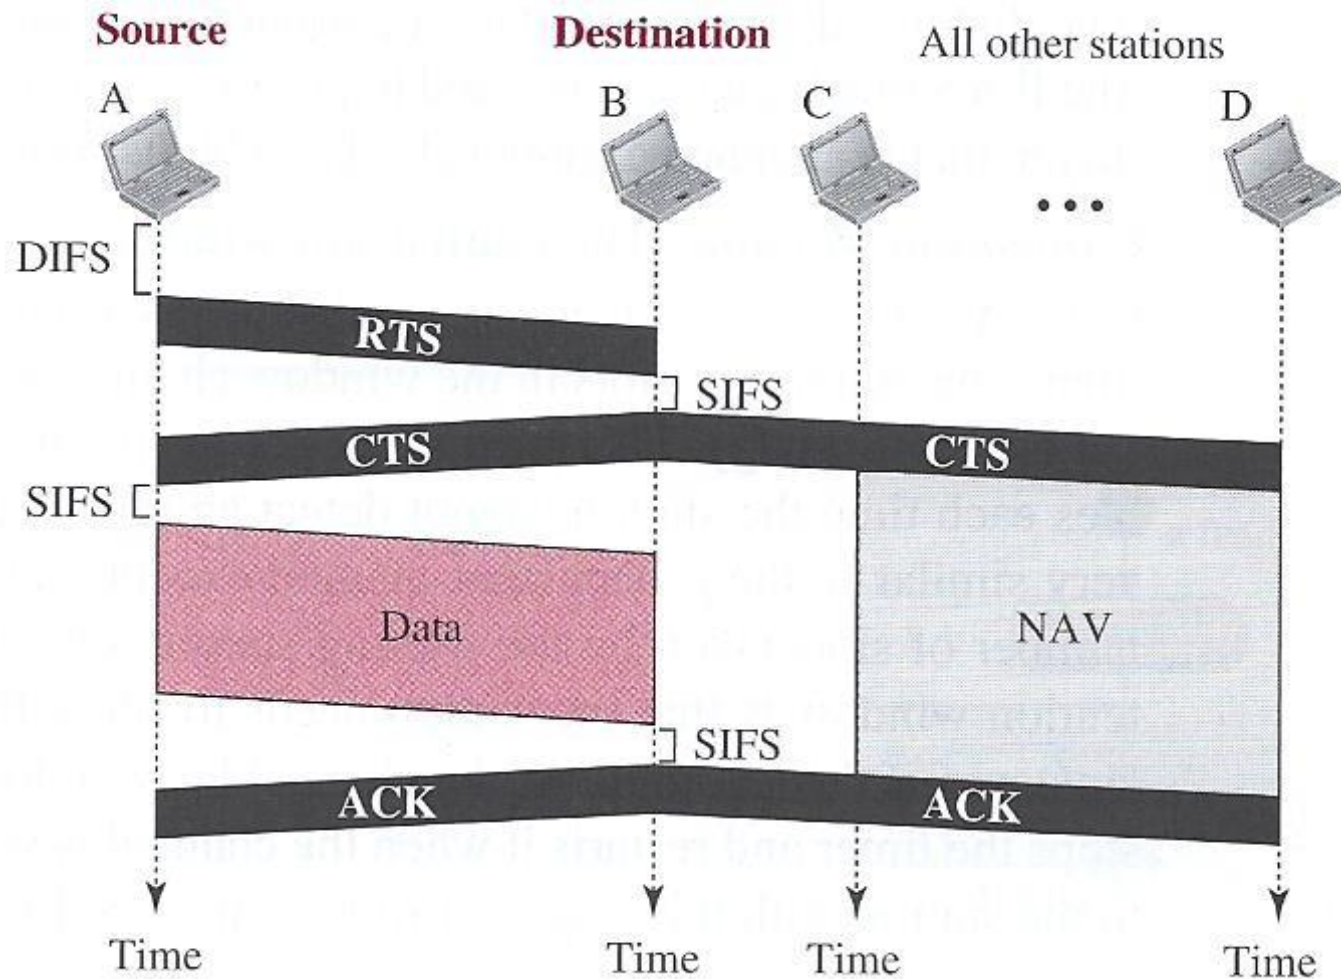 Source Destination All other stations
A B C D
DIFS
RTS
SIFS
CTS CTS
SIFS
Data NAV
SIFS
ACK ACK
Time Time Time Time